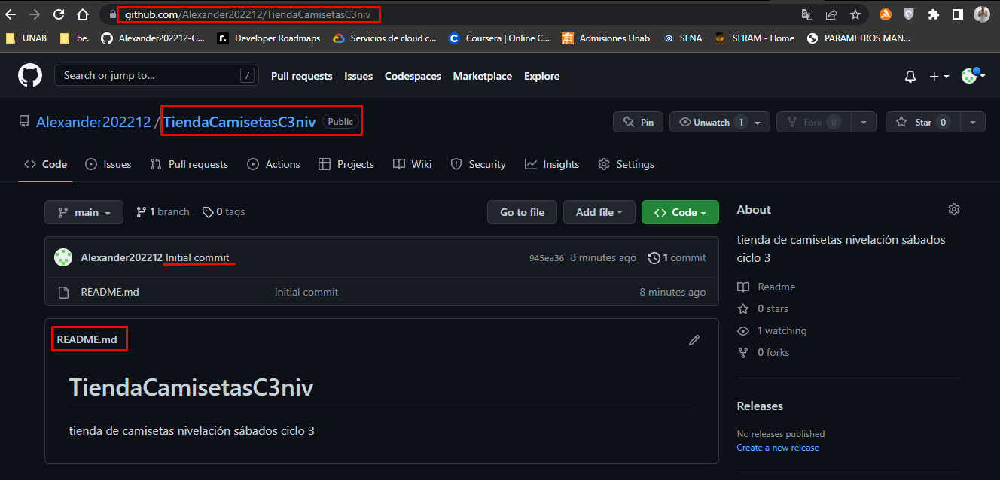 github.com/Alexander202212/TiendaCamisetasC3niv
UNAB be. Alexander202212-G... r. Developer Roadmaps Servicios de cloud c... C Coursera | Online C... Admisiones Unab SENA SERAM - Home PARAMETROS MAN...
Search or jump to... / Pull requests Issues Codespaces Marketplace Explore
Alexander202212 / TiendaCamisetasC3niv Public Pin Unwatch 1 Fork 0 Star 0
Code Issues Pull requests Actions Projects Wiki Security Insights Settings
main 1 branch 0 tags Go to file Add file Code
Alexander202212 Initial commit 945ea36 8 minutes ago 1 commit
README.md Initial commit 8 minutes ago
README.md
TiendaCamisetasC3niv
tienda de camisetas nivelación sábados ciclo 3
About
tienda de camisetas nivelación sábados
ciclo 3
Readme
0 stars
1 watching
0 forks
Releases
No releases published
Create a new release